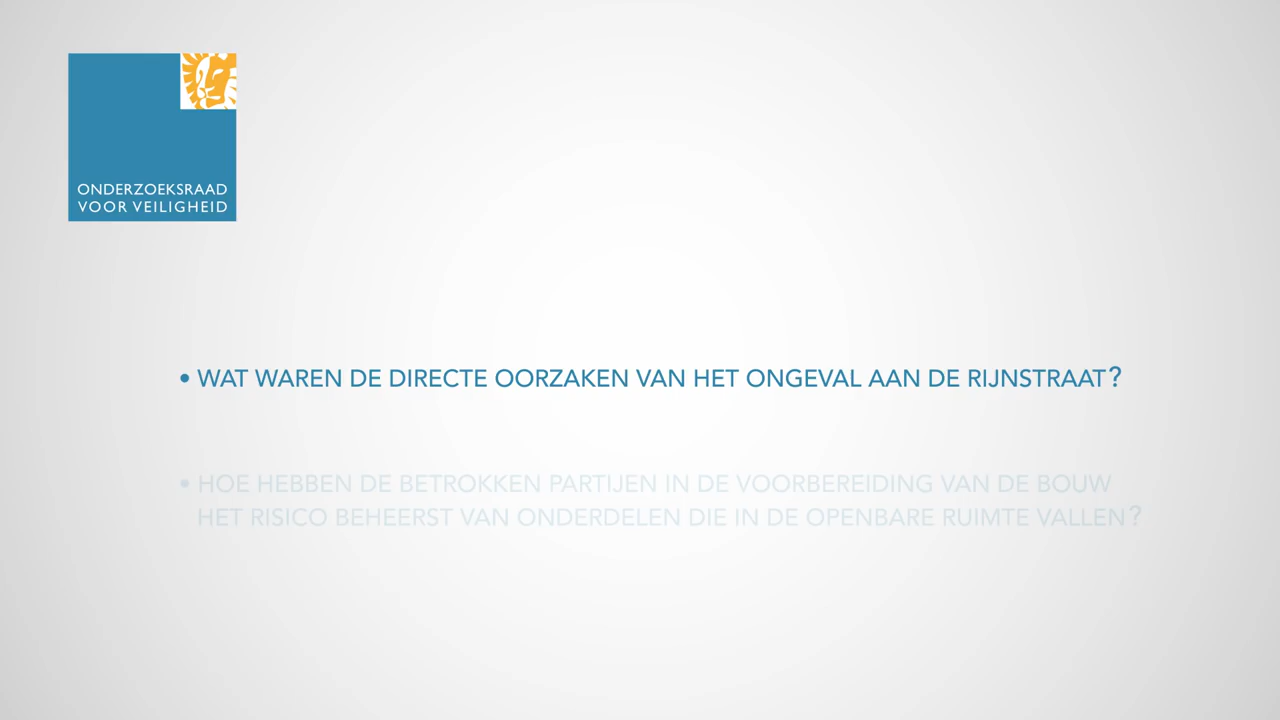 ONDERZOEKSRAAD
VOOR VEILIGHEID
• WAT WAREN DE DIRECTE OORZAKEN VAN HET ONGEVAL AAN DE RIJNSTRAAT?
• HOE HEBBEN DE BETROKKEN PARTIJEN IN DE VOORBEREIDING VAN DE BOUW
HET RISICO BEHEERST VAN ONDERDELEN DIE IN DE OPENBARE RUIMTE VALLEN?